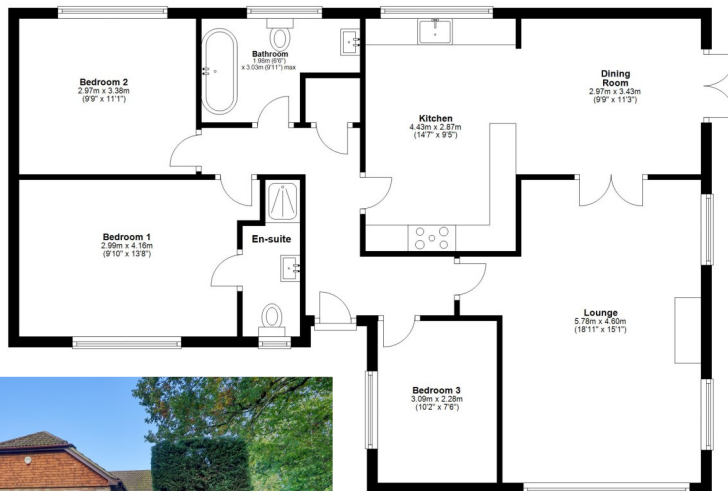 Bedroom 2
2.97m x 3.38m
(9'9" x 11'1")
Bathroom
1.98m (6'6")
x 3.03m (9'11") max
Kitchen
4.43m x 2.87m
(14'7" x 9'5")
Dining
Room
2.97m x 3.43m
(9'9" x 11'3")
Bedroom 1
2.99m x 4.16m
(9'10" x 13'8")
En-suite
Lounge
5.78m x 4.60m
(18'11" x 15'1")
Bedroom 3
3.09m x 2.28m
(10'2" x 7'6")